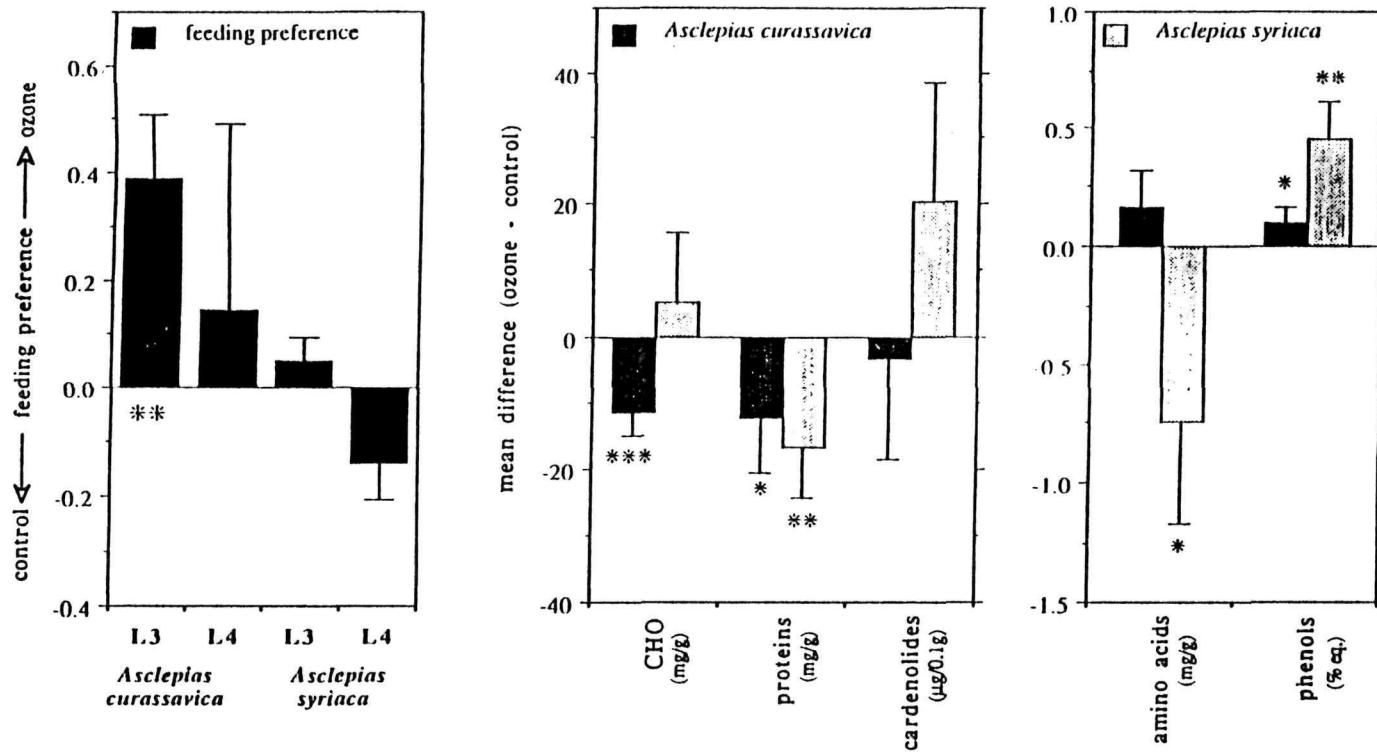 feeding preference
control <—— feeding preference ——> ozone
0.6
0.4
0.2
0.0
-0.2
-0.4
**
L3 L4 L3 L4
Asclepias curassavica
Asclepias syriaca
Asclepias curassavica
mean difference (ozone - control)
40
20
0
-20
-40
***
*
**
CHO (mg/g)
proteins (mg/g)
cardenolides (µg/0.1g)
Asclepias syriaca
1.0
0.5
0.0
-0.5
-1.0
-1.5
*
*
**
amino acids (mg/g)
phenols (% eq.)